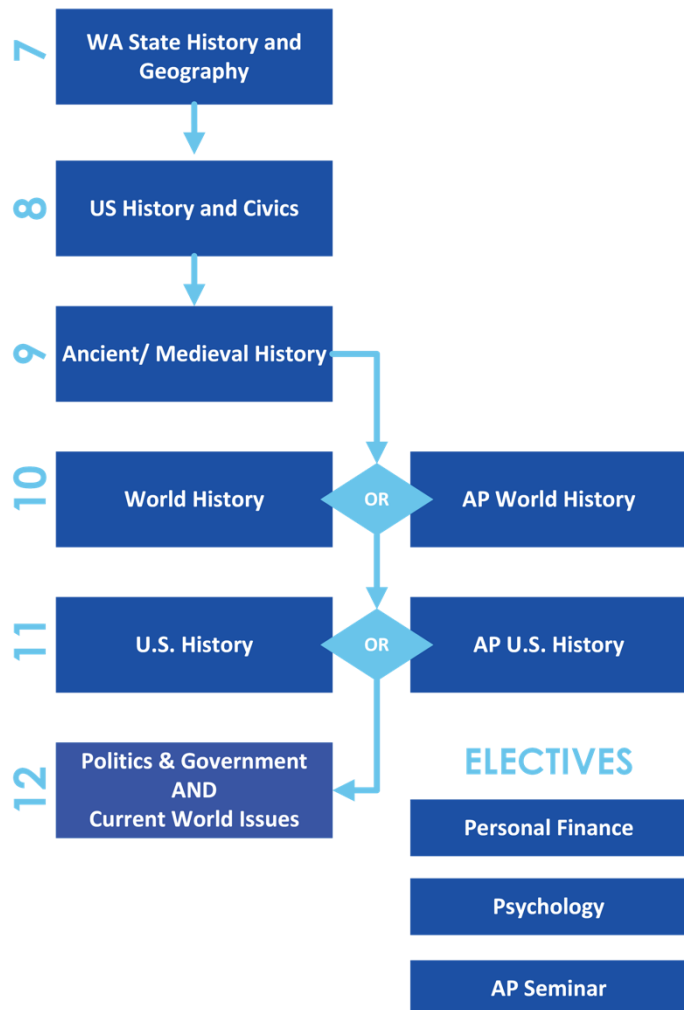 7
WA State History and
Geography
8
US History and Civics
9
Ancient/ Medieval History
10
World History
OR
AP World History
11
U.S. History
OR
AP U.S. History
12
Politics & Government
AND
Current World Issues
ELECTIVES
Personal Finance
Psychology
AP Seminar